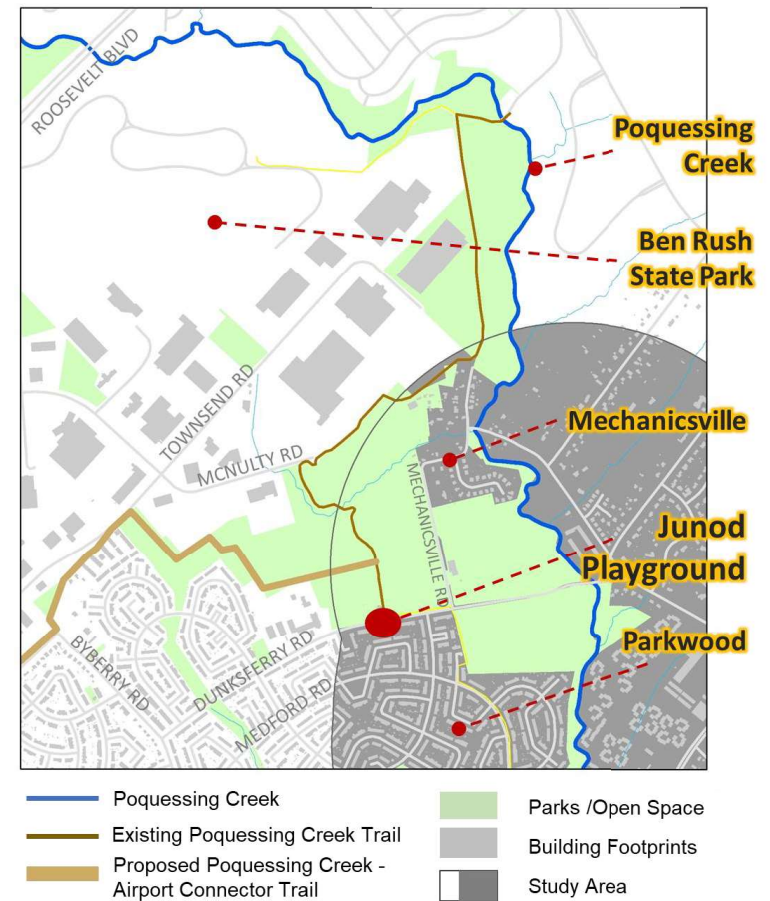 ROOSEVELT BLVD
Poquessing
Creek
Ben Rush
State Park
TOWNSEND RD
MCNULTY RD
Mechanicsville
MECHANICSVILLE RD
Junod
Playground
Parkwood
BYBERRY RD
DUNKSFERRY RD
MEDFORD RD
Poquessing Creek
Existing Poquessing Creek Trail
Proposed Poquessing Creek -
Airport Connector Trail
Parks /Open Space
Building Footprints
Study Area